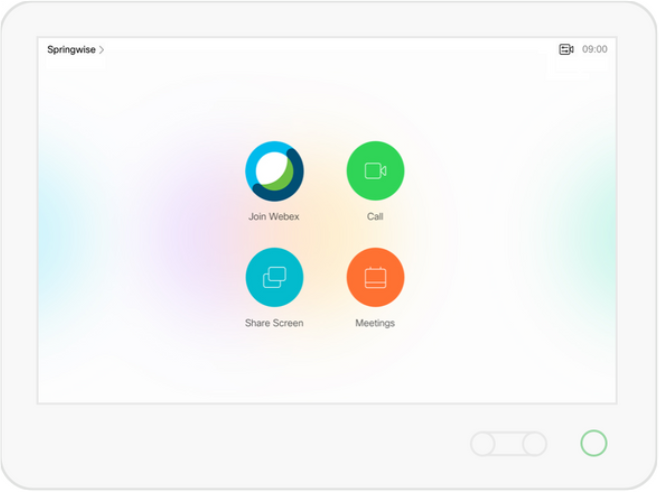 Springwise
09:00
Join Webex
Call
Share Screen
Meetings